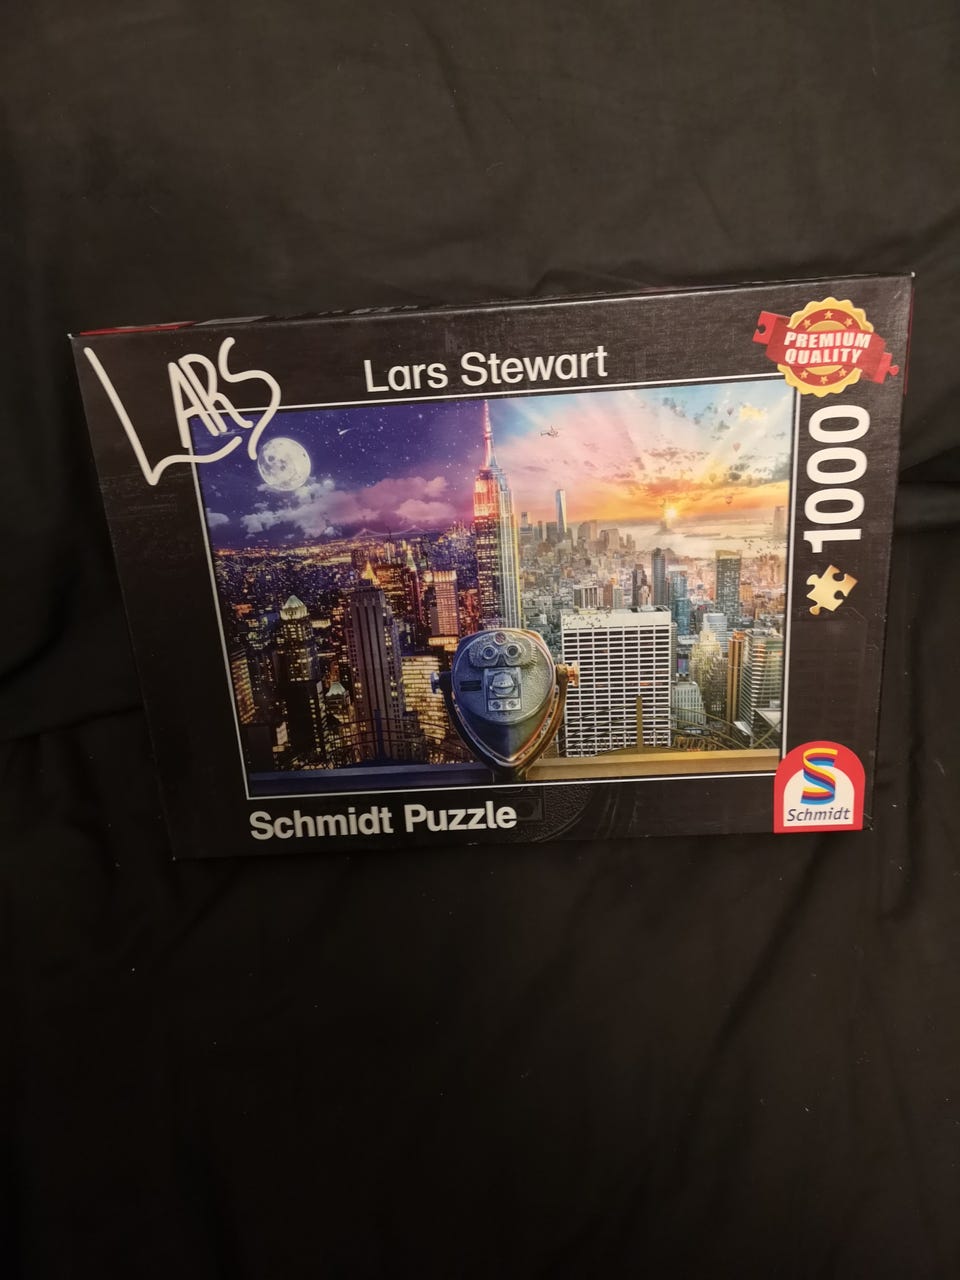 LARS
Lars Stewart
PREMIUM
QUALITY
1000
Schmidt Puzzle
Schmidt